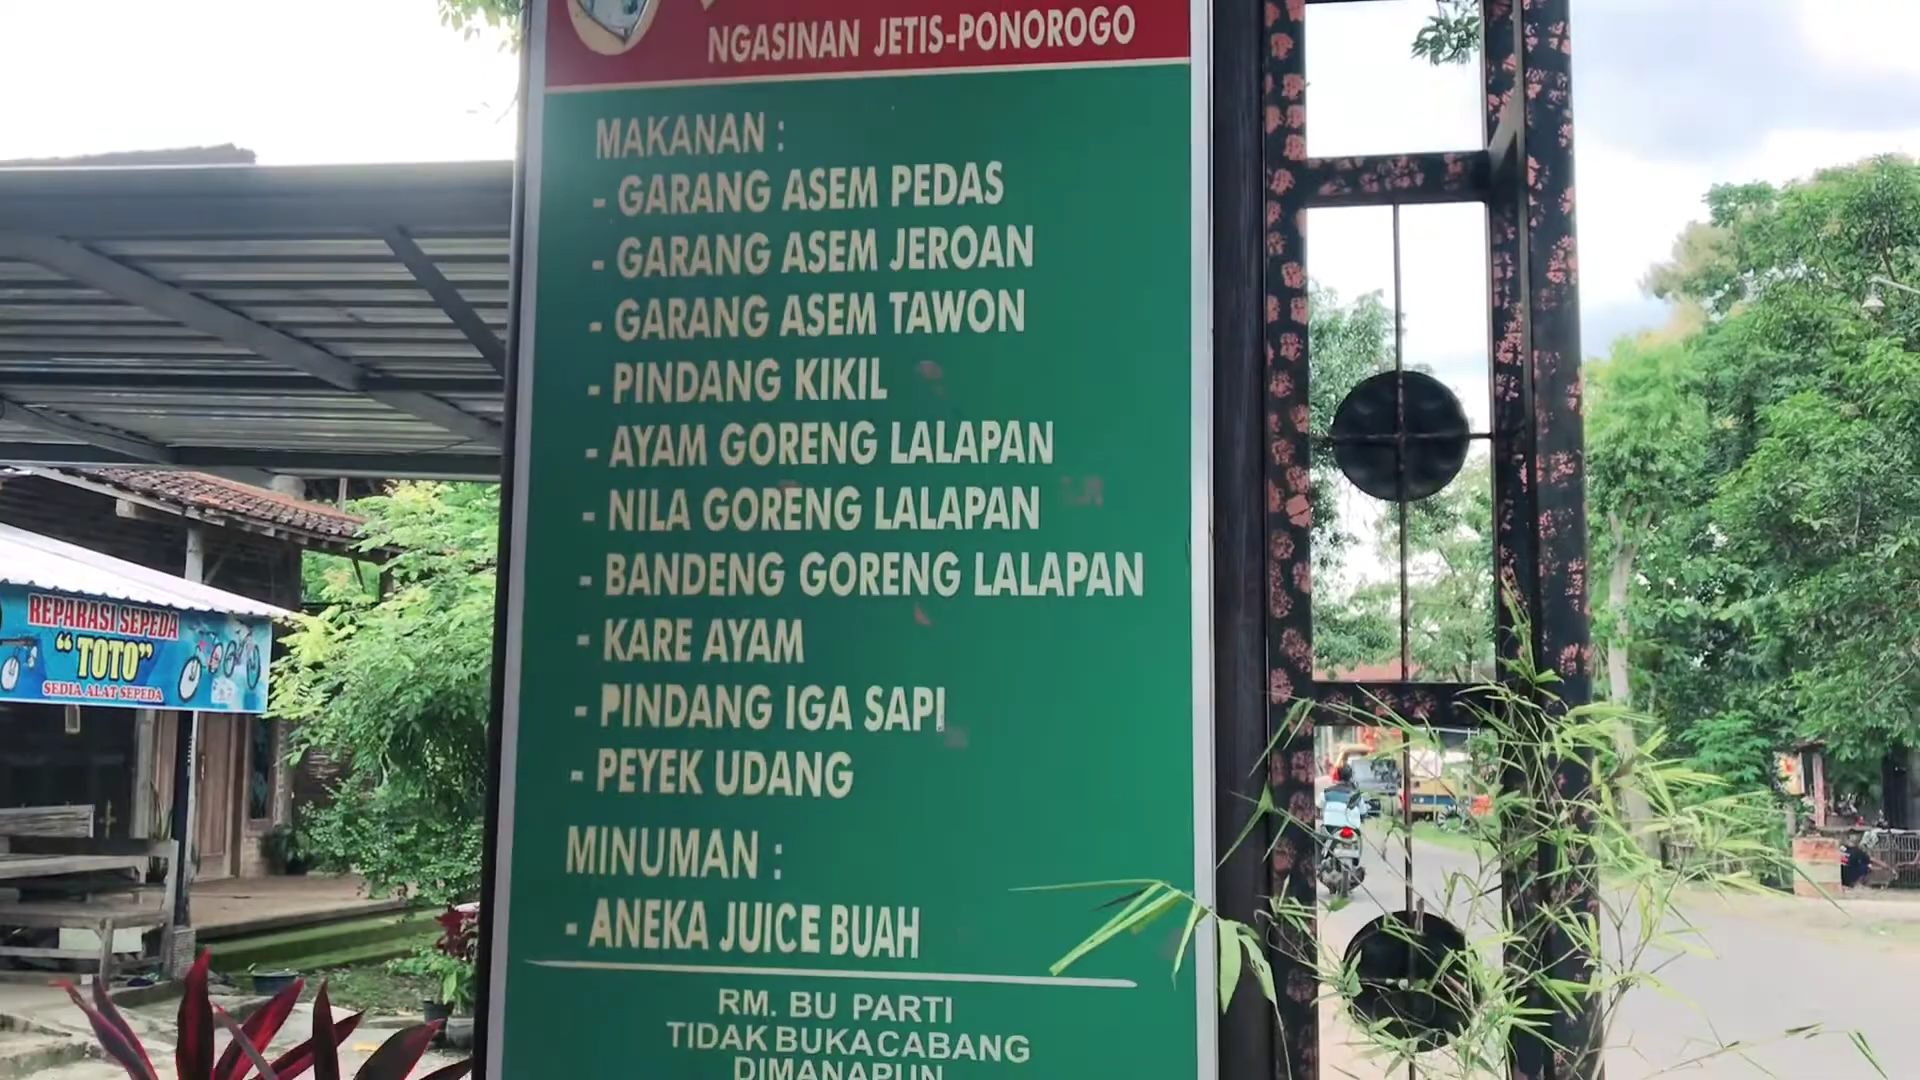 NGASINAN JETIS-PONOROGO
MAKANAN :
- GARANG ASEM PEDAS
- GARANG ASEM JEROAN
- GARANG ASEM TAWON
- PINDANG KIKIL
- AYAM GORENG LALAPAN
- NILA GORENG LALAPAN
- BANDENG GORENG LALAPAN
- KARE AYAM
- PINDANG IGA SAPI
- PEYEK UDANG
MINUMAN :
- ANEKA JUICE BUAH
RM. BU PARTI
TIDAK BUKA CABANG
DIMANAPUN
REPARASI SEPEDA
"TOTO"
SEDIA ALAT SEPEDA